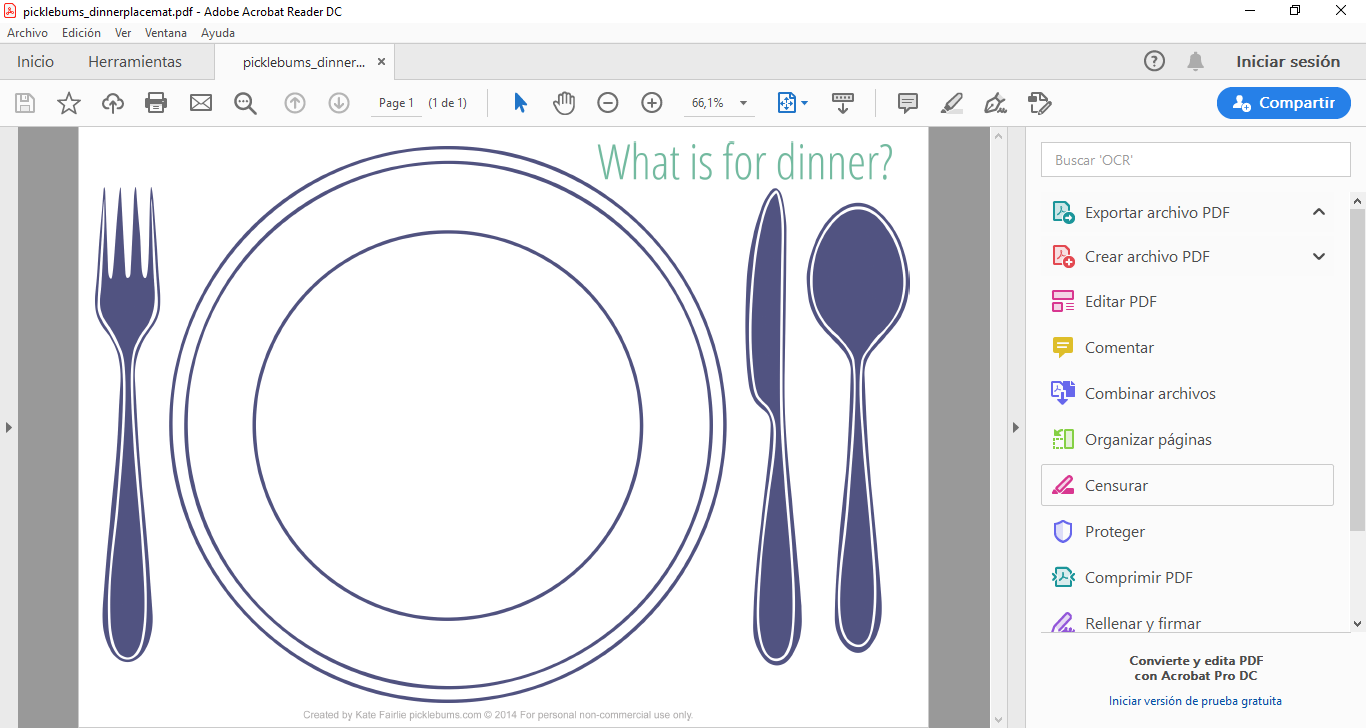 picklebums_dinnerplacemat.pdf - Adobe Acrobat Reader DC
Archivo Edición Ver Ventana Ayuda
Inicio Herramientas picklebums_dinner... Iniciar sesión
Page 1 (1 de 1) 66,1% Compartir
What is for dinner?
Buscar 'OCR'
Exportar archivo PDF
Crear archivo PDF
Editar PDF
Comentar
Combinar archivos
Organizar páginas
Censurar
Proteger
Comprimir PDF
Rellenar y firmar
Convierte y edita PDF
con Acrobat Pro DC
Iniciar versión de prueba gratuita
Created by Kate Fairlie picklebums.com © 2014 For personal non-commercial use only.